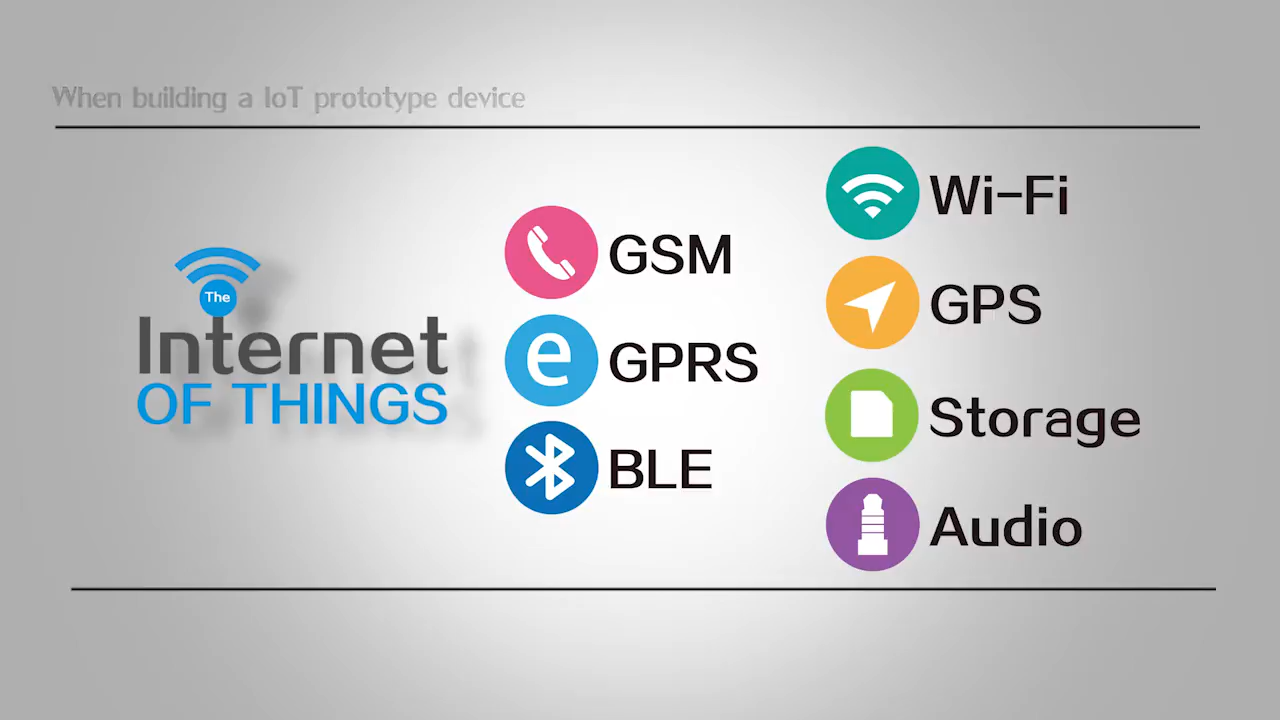 When building a IoT prototype device
The
Internet
OF THINGS
GSM
GPRS
BLE
Wi-Fi
GPS
Storage
Audio